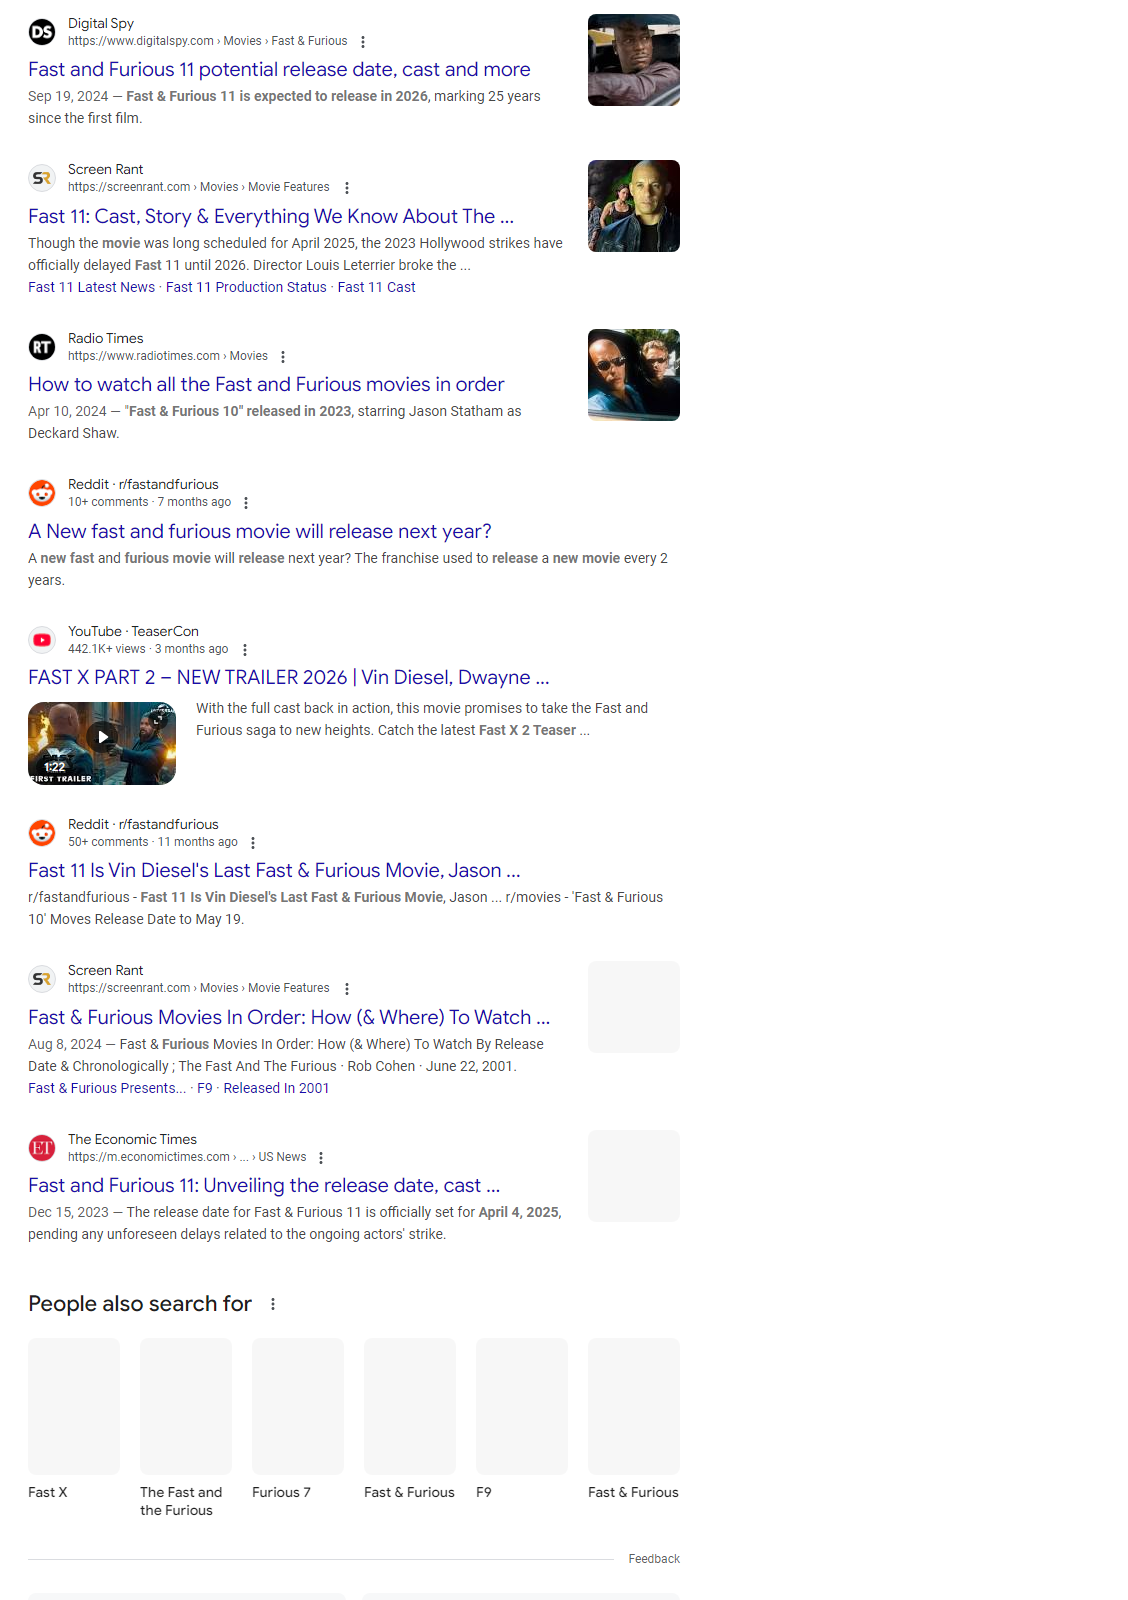 DS
Digital Spy
https://www.digitalspy.com › Movies › Fast & Furious
Fast and Furious 11 potential release date, cast and more
Sep 19, 2024 — Fast & Furious 11 is expected to release in 2026, marking 25 years
since the first film.
SR
Screen Rant
https://screenrant.com › Movies › Movie Features
Fast 11: Cast, Story & Everything We Know About The ...
Though the movie was long scheduled for April 2025, the 2023 Hollywood strikes have
officially delayed Fast 11 until 2026. Director Louis Leterrier broke the ...
Fast 11 Latest News · Fast 11 Production Status · Fast 11 Cast
RT
Radio Times
https://www.radiotimes.com › Movies
How to watch all the Fast and Furious movies in order
Apr 10, 2024 — "Fast & Furious 10" released in 2023, starring Jason Statham as
Deckard Shaw.
Reddit · r/fastandfurious
10+ comments · 7 months ago
A New fast and furious movie will release next year?
A new fast and furious movie will release next year? The franchise used to release a new movie every 2
years.
YouTube · TeaserCon
442.1K+ views · 3 months ago
FAST X PART 2 – NEW TRAILER 2026 | Vin Diesel, Dwayne ...
With the full cast back in action, this movie promises to take the Fast and
Furious saga to new heights. Catch the latest Fast X 2 Teaser ...
1:22
FIRST TRAILER
Reddit · r/fastandfurious
50+ comments · 11 months ago
Fast 11 Is Vin Diesel's Last Fast & Furious Movie, Jason ...
r/fastandfurious - Fast 11 Is Vin Diesel's Last Fast & Furious Movie, Jason ... r/movies - 'Fast & Furious
10' Moves Release Date to May 19.
SR
Screen Rant
https://screenrant.com › Movies › Movie Features
Fast & Furious Movies In Order: How (& Where) To Watch ...
Aug 8, 2024 — Fast & Furious Movies In Order: How (& Where) To Watch By Release
Date & Chronologically ; The Fast And The Furious · Rob Cohen · June 22, 2001.
Fast & Furious Presents... · F9 · Released In 2001
ET
The Economic Times
https://m.economictimes.com › ... › US News
Fast and Furious 11: Unveiling the release date, cast ...
Dec 15, 2023 — The release date for Fast & Furious 11 is officially set for April 4, 2025,
pending any unforeseen delays related to the ongoing actors' strike.
People also search for
Fast X
The Fast and
the Furious
Furious 7
Fast & Furious
F9
Fast & Furious
Feedback